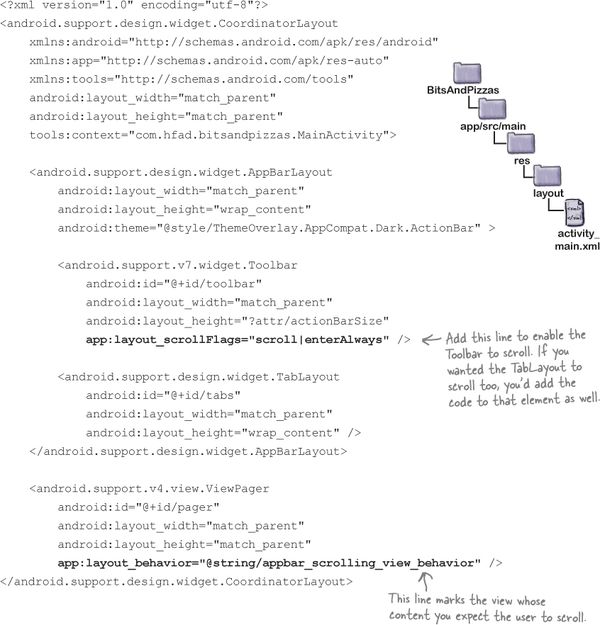 <?xml version="1.0" encoding="utf-8"?>
<android.support.design.widget.CoordinatorLayout
xmlns:android="http://schemas.android.com/apk/res/android"
xmlns:app="http://schemas.android.com/apk/res-auto"
xmlns:tools="http://schemas.android.com/tools"
android:layout_width="match_parent"
android:layout_height="match_parent"
tools:context="com.hfad.bitsandpizzas.MainActivity">
BitsAndPizzas
app/src/main
res
layout
<xml>
</xml>
activity_
main.xml
<android.support.design.widget.AppBarLayout
android:layout_width="match_parent"
android:layout_height="wrap_content"
android:theme="@style/ThemeOverlay.AppCompat.Dark.ActionBar" >
<android.support.v7.widget.Toolbar
android:id="@+id/toolbar"
android:layout_width="match_parent"
android:layout_height="?attr/actionBarSize"
app:layout_scrollFlags="scroll|enterAlways" />
Add this line to enable the
Toolbar to scroll. If you
wanted the TabLayout to
scroll too, you'd add the
code to that element as well.
<android.support.design.widget.TabLayout
android:id="@+id/tabs"
android:layout_width="match_parent"
android:layout_height="wrap_content" />
</android.support.design.widget.AppBarLayout>
<android.support.v4.view.ViewPager
android:id="@+id/pager"
android:layout_width="match_parent"
android:layout_height="match_parent"
app:layout_behavior="@string/appbar_scrolling_view_behavior" />
</android.support.design.widget.CoordinatorLayout>
This line marks the view whose
content you expect the user to scroll.